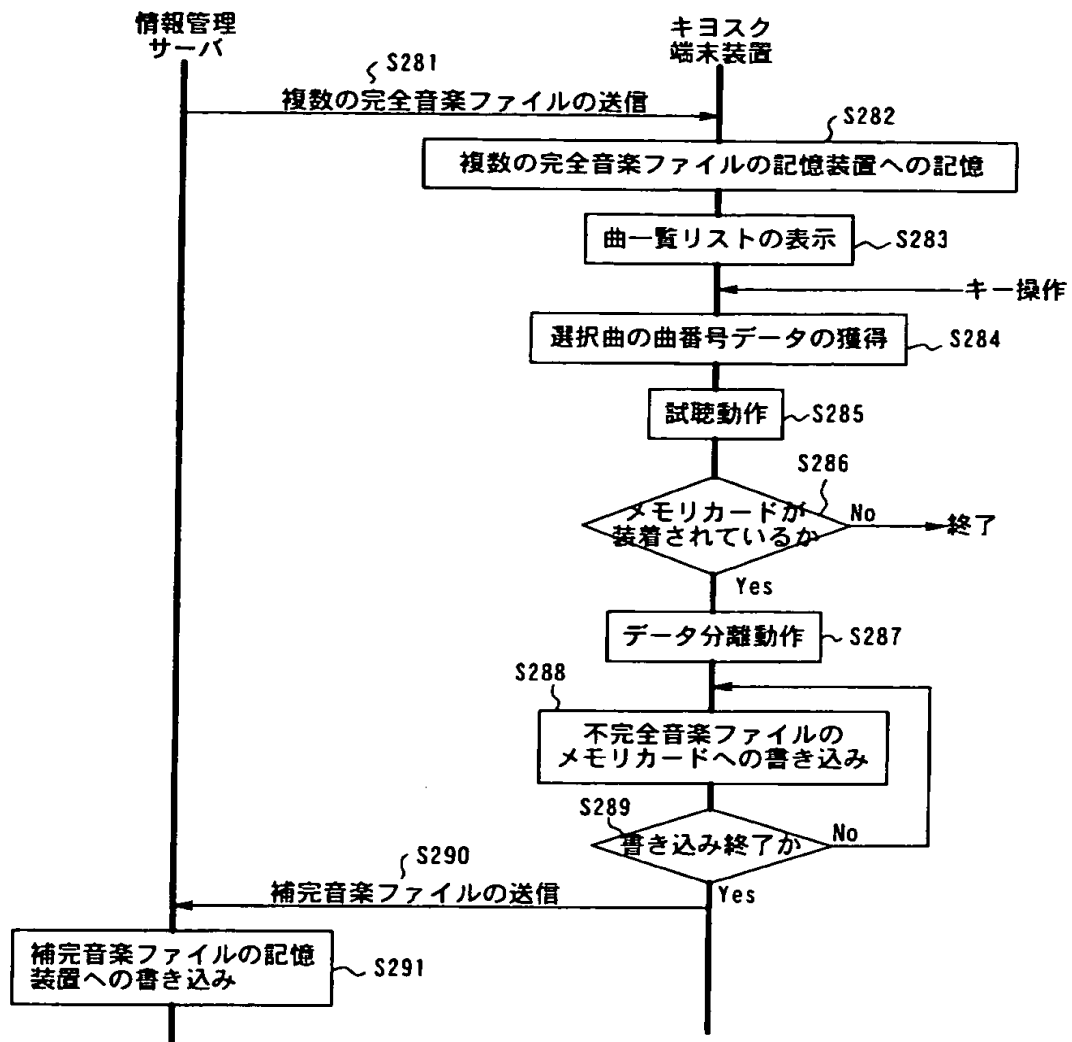 情報管理
サーバ
キヨスク
端末装置
S281
複数の完全音楽ファイルの送信
S282
複数の完全音楽ファイルの記憶装置への記憶
曲一覧リストの表示
S283
キー操作
選択曲の曲番号データの獲得
S284
試聴動作
S285
S286
メモリカードが
装着されているか
No
終了
Yes
データ分離動作
S287
S288
不完全音楽ファイルの
メモリカードへの書き込み
S289
書き込み終了か
No
Yes
S290
補完音楽ファイルの送信
補完音楽ファイルの記憶
装置への書き込み
S291